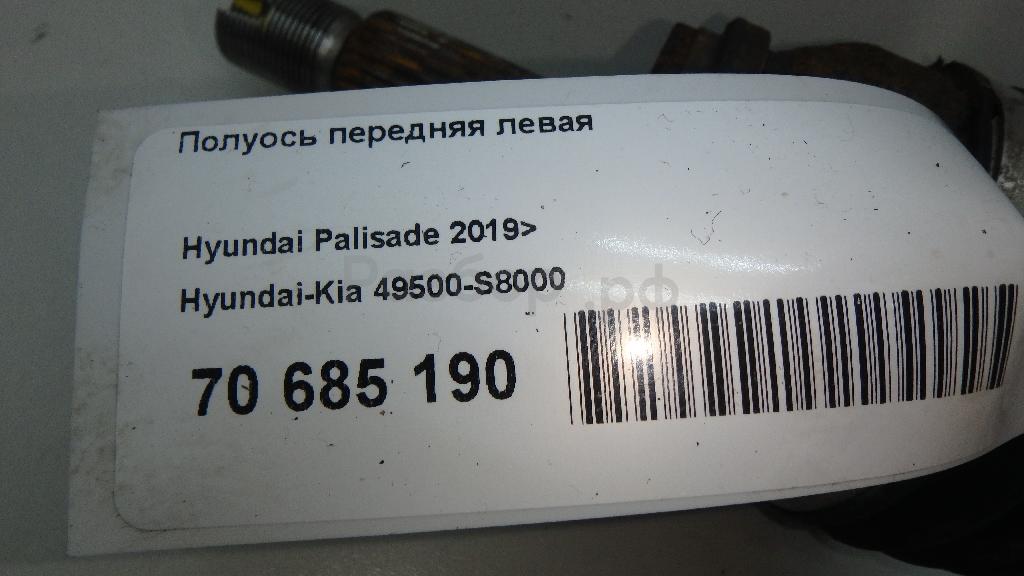 Полуось передняя левая
Hyundai Palisade 2019>
Hyundai-Kia 49500-S8000
70 685 190